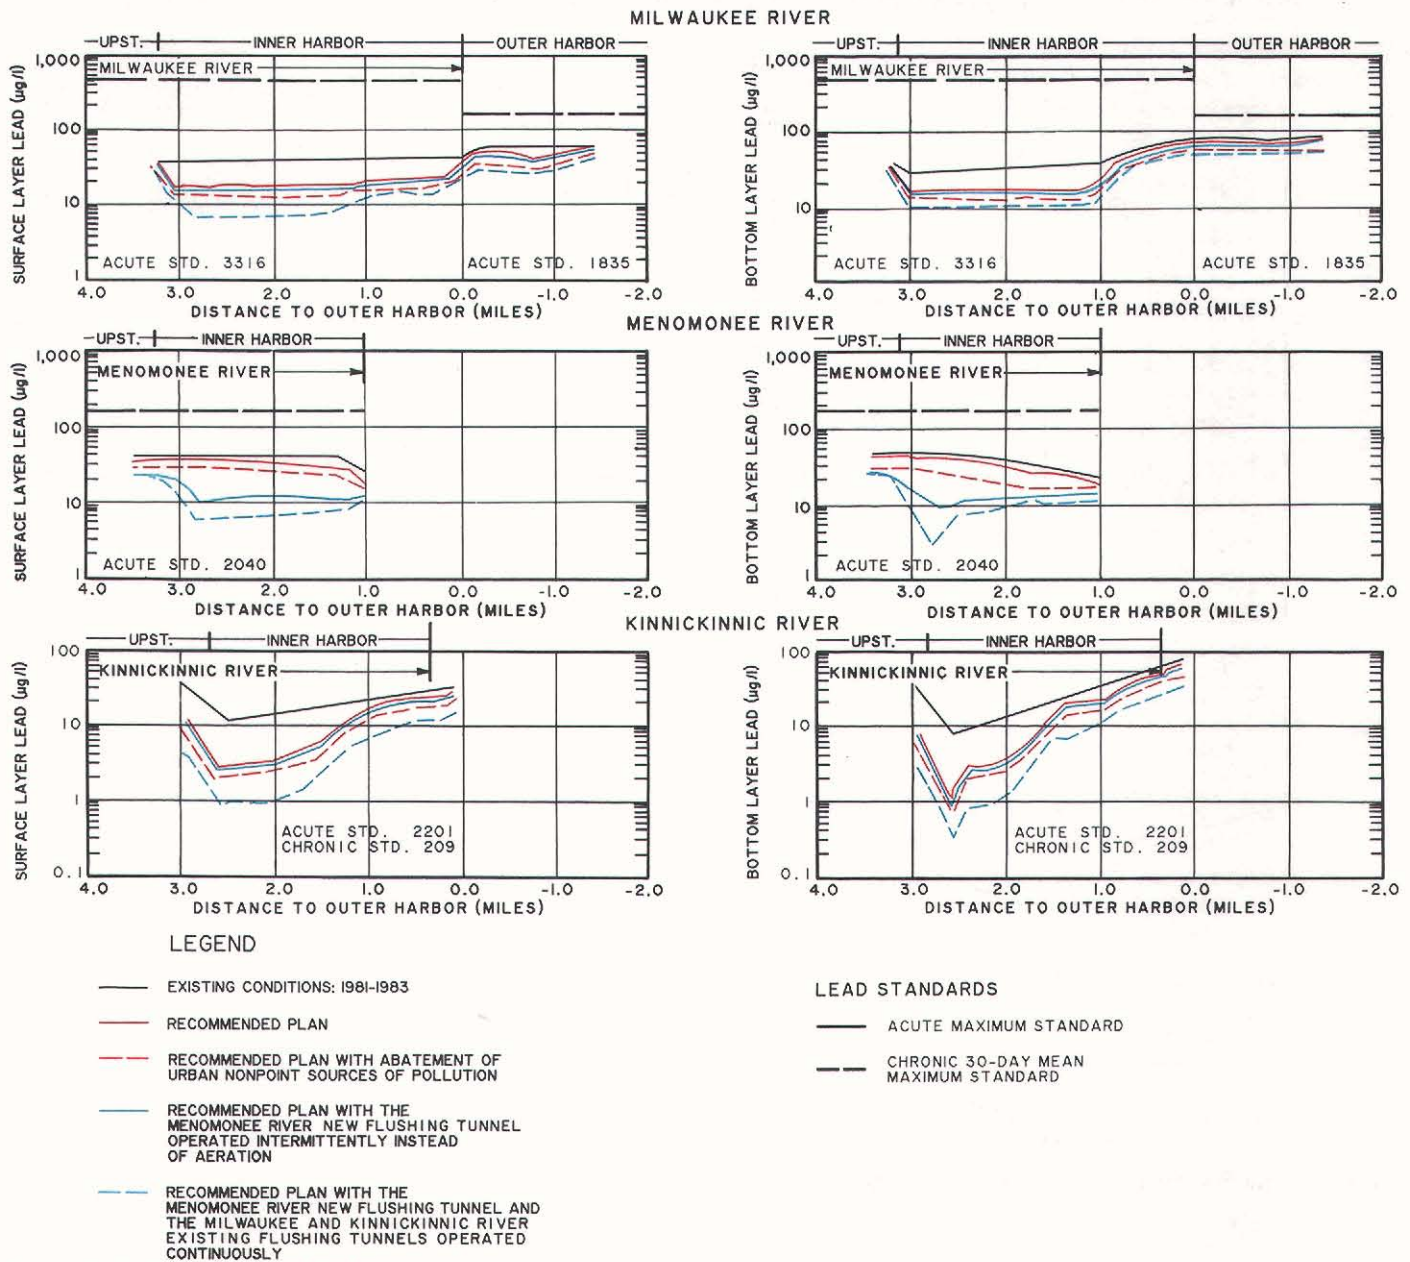 MILWAUKEE RIVER
UPST. INNER HARBOR OUTER HARBOR
MILWAUKEE RIVER
SURFACE LAYER LEAD (µg/l)
1,000
100
10
1
ACUTE STD. 3316 ACUTE STD. 1835
4.0 3.0 2.0 1.0 0.0 -1.0 -2.0
DISTANCE TO OUTER HARBOR (MILES)
UPST. INNER HARBOR OUTER HARBOR
MILWAUKEE RIVER
BOTTOM LAYER LEAD (µg/l)
1,000
100
10
1
ACUTE STD. 3316 ACUTE STD. 1835
4.0 3.0 2.0 1.0 0.0 -1.0 -2.0
DISTANCE TO OUTER HARBOR (MILES)
MENOMONEE RIVER
UPST. INNER HARBOR
MENOMONEE RIVER
SURFACE LAYER LEAD (µg/l)
1,000
100
10
1
ACUTE STD. 2040
4.0 3.0 2.0 1.0 0.0 -1.0 -2.0
DISTANCE TO OUTER HARBOR (MILES)
UPST. INNER HARBOR
MENOMONEE RIVER
BOTTOM LAYER LEAD (µg/l)
1,000
100
10
1
ACUTE STD. 2040
4.0 3.0 2.0 1.0 0.0 -1.0 -2.0
DISTANCE TO OUTER HARBOR (MILES)
KINNICKINNIC RIVER
UPST. INNER HARBOR
KINNICKINNIC RIVER
SURFACE LAYER LEAD (µg/l)
100
10
1
0.1
ACUTE STD. 2201
CHRONIC STD. 209
4.0 3.0 2.0 1.0 0.0 -1.0 -2.0
DISTANCE TO OUTER HARBOR (MILES)
UPST. INNER HARBOR
KINNICKINNIC RIVER
BOTTOM LAYER LEAD (µg/l)
100
10
1
0.1
ACUTE STD. 2201
CHRONIC STD. 209
4.0 3.0 2.0 1.0 0.0 -1.0 -2.0
DISTANCE TO OUTER HARBOR (MILES)
LEGEND
EXISTING CONDITIONS: 1981-1983
RECOMMENDED PLAN
RECOMMENDED PLAN WITH ABATEMENT OF
URBAN NONPOINT SOURCES OF POLLUTION
RECOMMENDED PLAN WITH THE
MENOMONEE RIVER NEW FLUSHING TUNNEL
OPERATED INTERMITTENTLY INSTEAD
OF AERATION
RECOMMENDED PLAN WITH THE
MENOMONEE RIVER NEW FLUSHING TUNNEL AND
THE MILWAUKEE AND KINNICKINNIC RIVER
EXISTING FLUSHING TUNNELS OPERATED
CONTINUOUSLY
LEAD STANDARDS
ACUTE MAXIMUM STANDARD
CHRONIC 30-DAY MEAN
MAXIMUM STANDARD